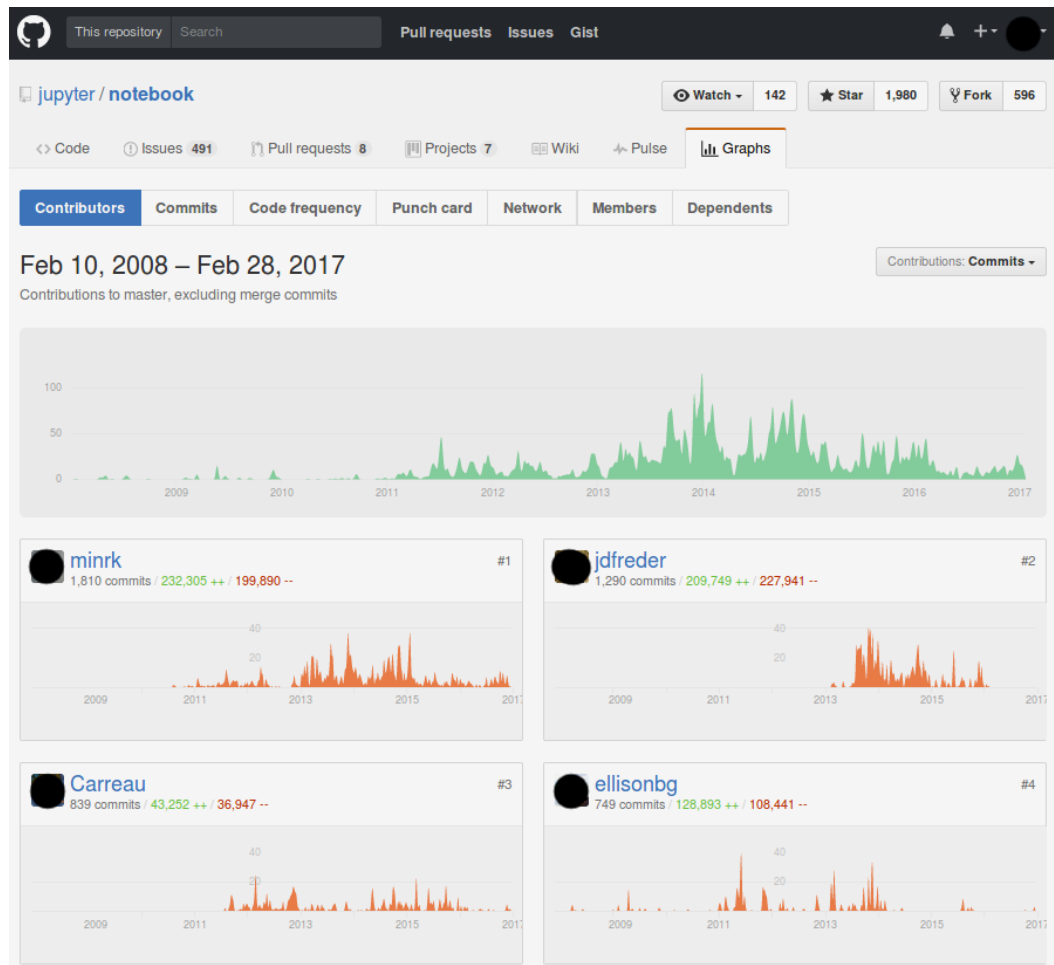 This repository Search Pull requests Issues Gist
jupyter / notebook Watch 142 Star 1,980 Fork 596
Code Issues 491 Pull requests 8 Projects 7 Wiki Pulse Graphs
Contributors Commits Code frequency Punch card Network Members Dependents
Feb 10, 2008 – Feb 28, 2017 Contributions: Commits
Contributions to master, excluding merge commits
100
50
0
2009 2010 2011 2012 2013 2014 2015 2016 2017
minrk #1
1,810 commits / 232,305 ++ / 199,890 --
40
20
2009 2011 2013 2015 2017
jdfreder #2
1,290 commits / 209,749 ++ / 227,941 --
40
20
2009 2011 2013 2015 2017
Carreau #3
839 commits / 43,252 ++ / 36,947 --
40
20
2009 2011 2013 2015 2017
ellisonbg #4
749 commits / 128,893 ++ / 108,441 --
40
20
2009 2011 2013 2015 2017